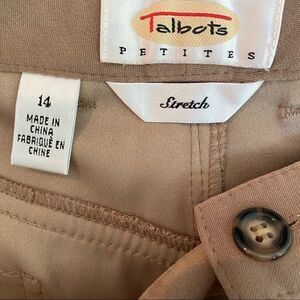 Talbots
PETITES
14
MADE IN
CHINA
FABRIQUÉ EN
CHINE
Stretch